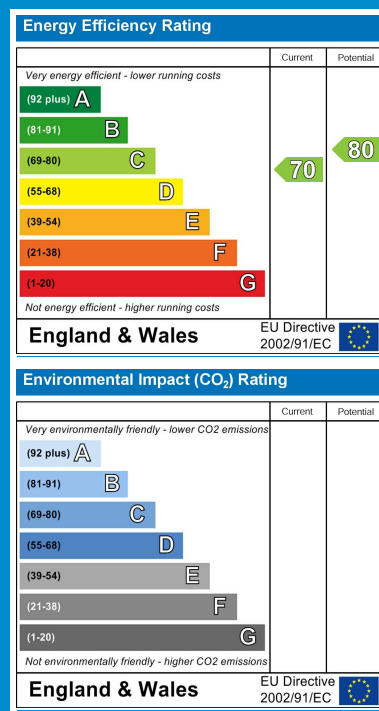 Energy Efficiency Rating
Current Potential
Very energy efficient - lower running costs
(92 plus) A
(81-91) B
(69-80) C
(55-68) D
(39-54) E
(21-38) F
(1-20) G
70
80
Not energy efficient - higher running costs
England & Wales
EU Directive
2002/91/EC
Environmental Impact (CO₂) Rating
Current Potential
Very environmentally friendly - lower CO2 emissions
(92 plus) A
(81-91) B
(69-80) C
(55-68) D
(39-54) E
(21-38) F
(1-20) G
Not environmentally friendly - higher CO2 emissions
England & Wales
EU Directive
2002/91/EC